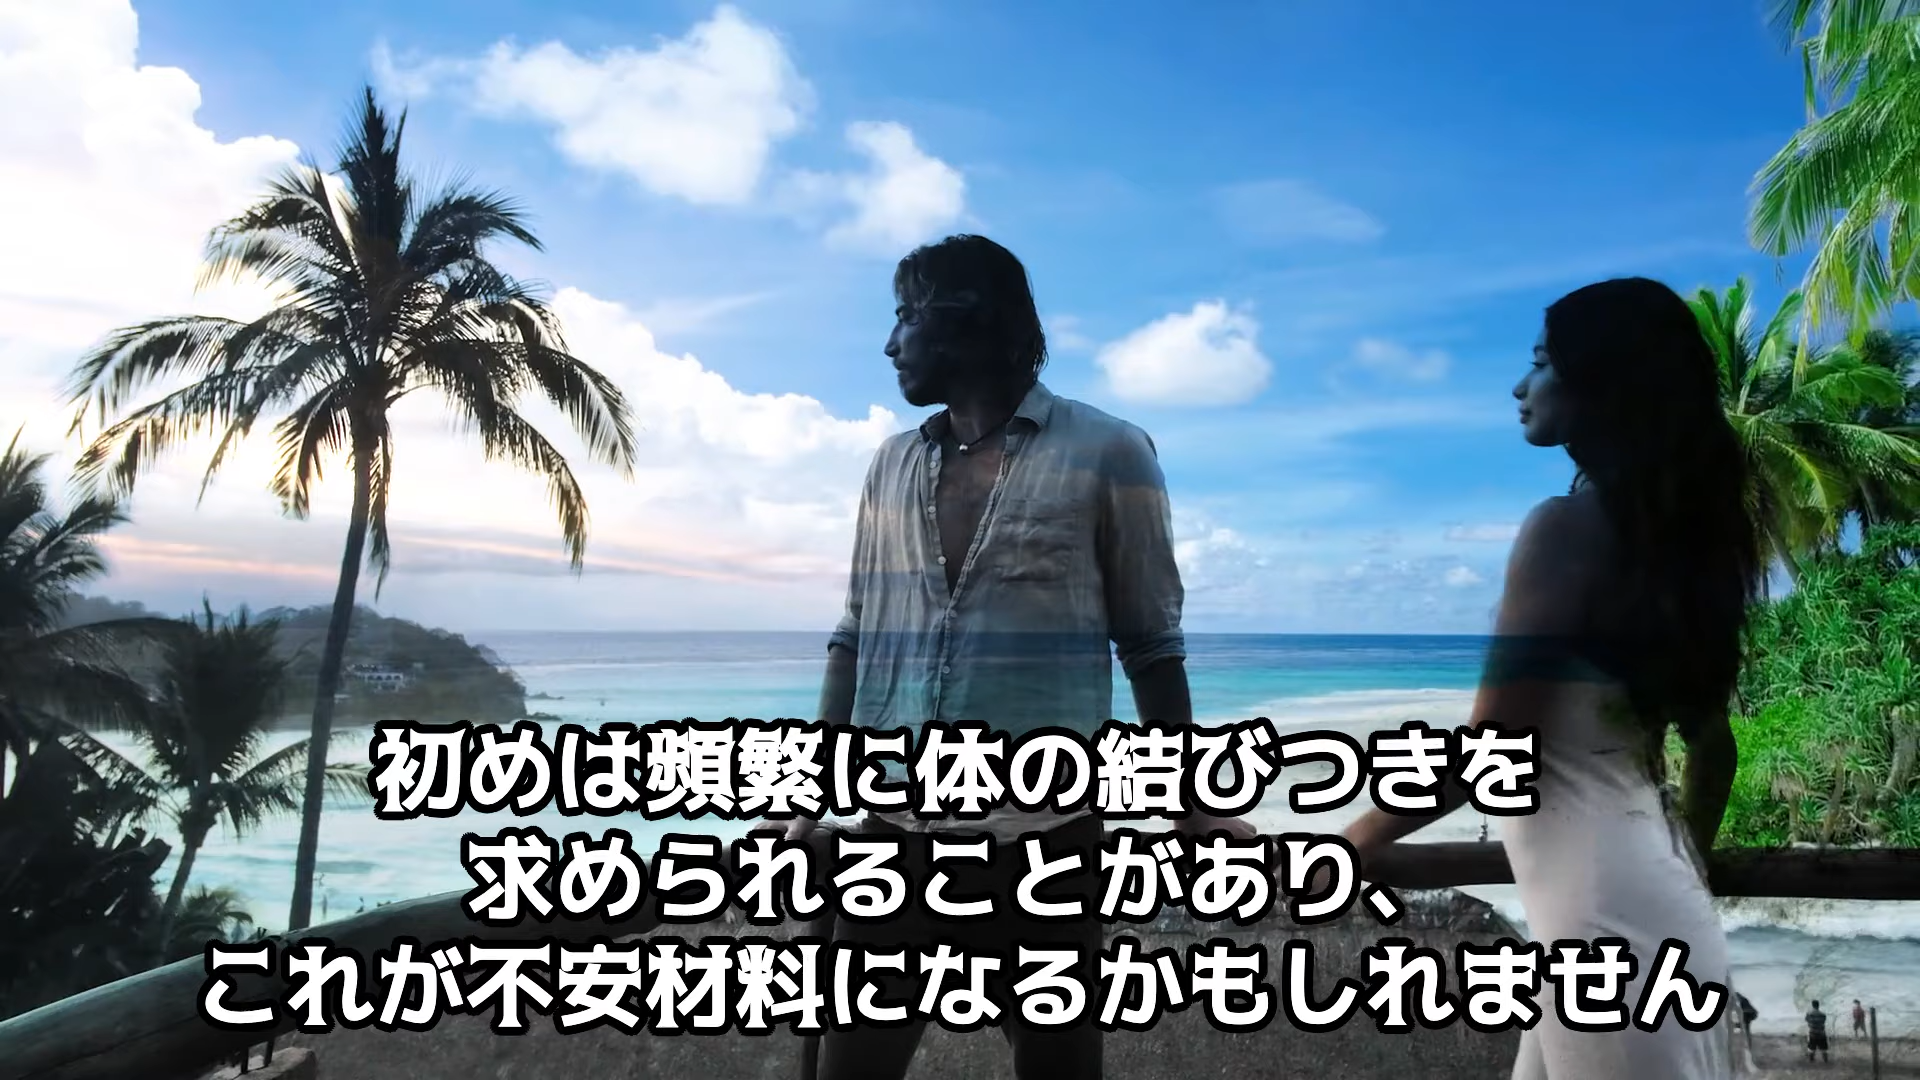 初めは頻繁に体の結びつきを
求められることがあり、
これが不安材料になるかもしれません